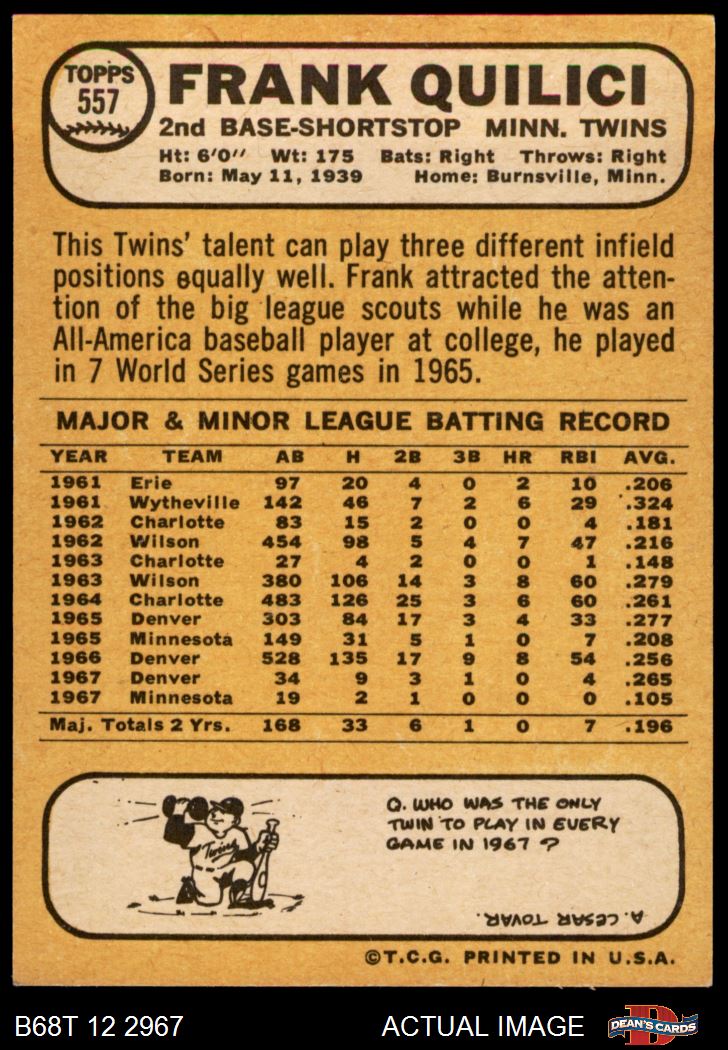 TOPPS
557
FRANK QUILICI
2nd BASE-SHORTSTOP MINN. TWINS
Ht: 6'0'' Wt: 175 Bats: Right Throws: Right
Born: May 11, 1939 Home: Burnsville, Minn.
This Twins' talent can play three different infield
positions equally well. Frank attracted the atten-
tion of the big league scouts while he was an
All-America baseball player at college, he played
in 7 World Series games in 1965.
MAJOR & MINOR LEAGUE BATTING RECORD
YEAR TEAM AB H 2B 3B HR RBI AVG.
1961 Erie 97 20 4 0 2 10 .206
1961 Wytheville 142 46 7 2 6 29 .324
1962 Charlotte 83 15 2 0 0 4 .181
1962 Wilson 454 98 5 4 7 47 .216
1963 Charlotte 27 4 2 0 0 1 .148
1963 Wilson 380 106 14 3 8 60 .279
1964 Charlotte 483 126 25 3 6 60 .261
1965 Denver 303 84 17 3 4 33 .277
1965 Minnesota 149 31 5 1 0 7 .208
1966 Denver 528 135 17 9 8 54 .256
1967 Denver 34 9 3 1 0 4 .265
1967 Minnesota 19 2 1 0 0 0 .105
Maj. Totals 2 Yrs. 168 33 6 1 0 7 .196
Twins
Q. WHO WAS THE ONLY
TWIN TO PLAY IN EVERY
GAME IN 1967 ?
A. CESAR TOVAR.
©T.C.G. PRINTED IN U.S.A.
B68T 12 2967 ACTUAL IMAGE
D
DEAN'S CARDS